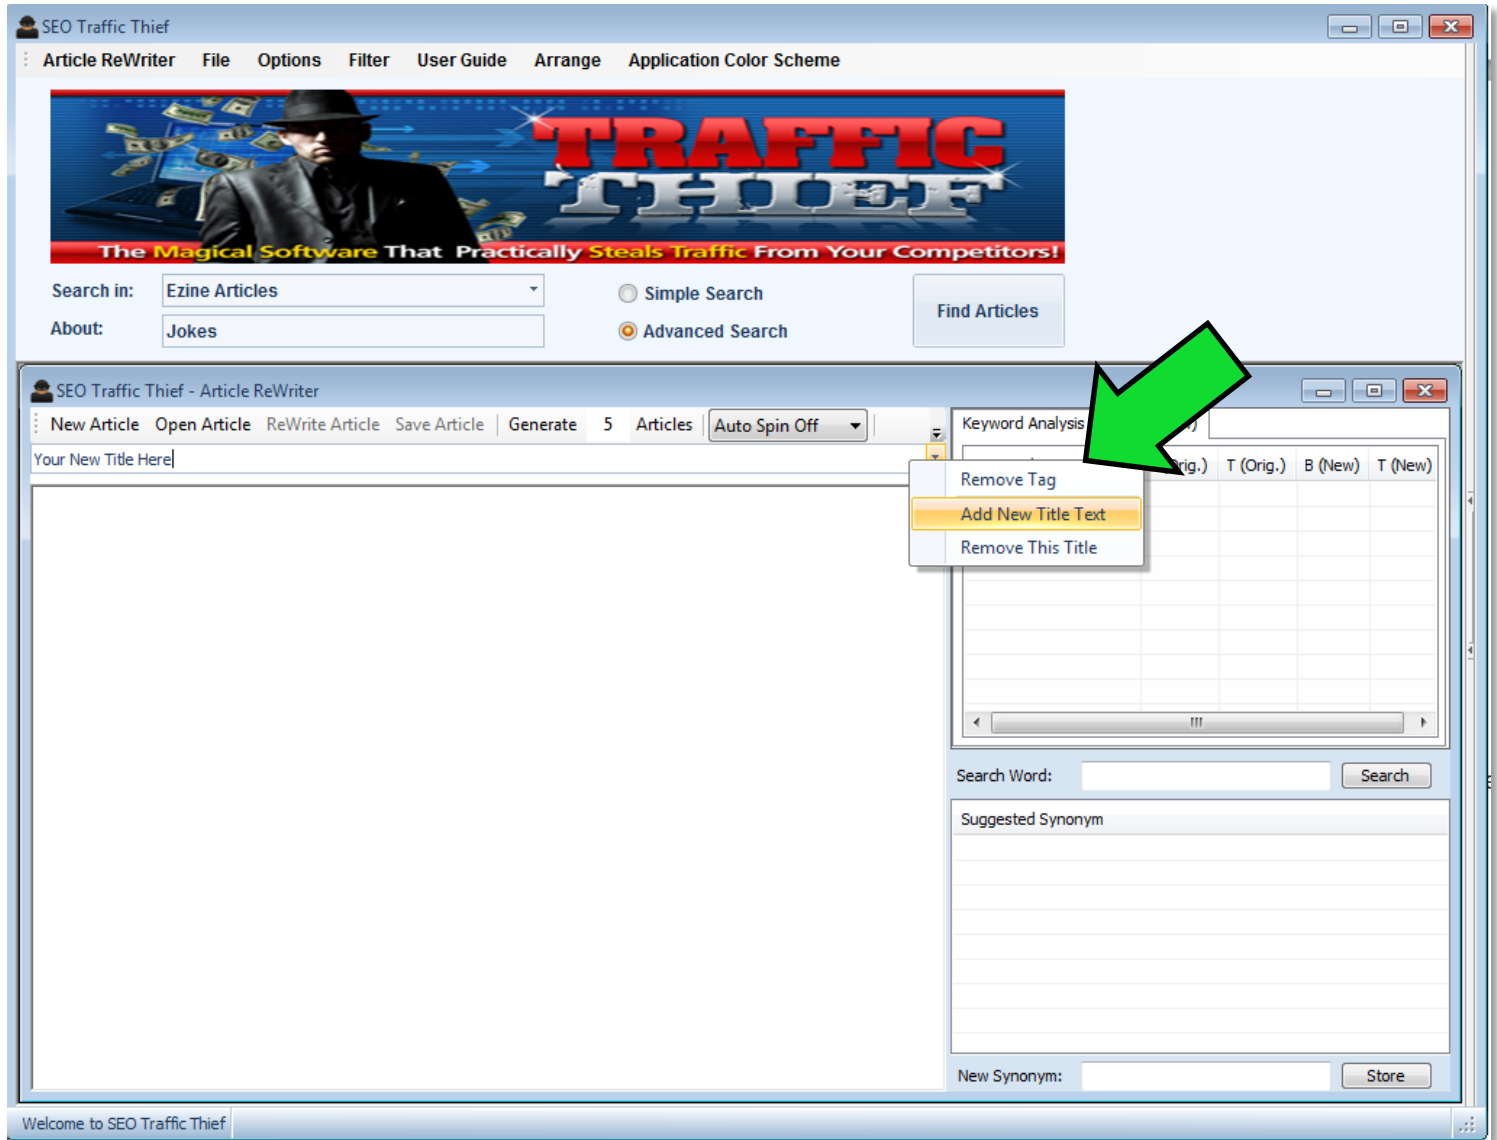 SEO Traffic Thief
Article ReWriter File Options Filter User Guide Arrange Application Color Scheme
TRAFFIC
THIEF
The Magical Software That Practically Steals Traffic From Your Competitors!
Search in: Ezine Articles
Simple Search
Find Articles
About: Jokes
Advanced Search
SEO Traffic Thief - Article ReWriter
New Article Open Article ReWrite Article Save Article Generate 5 Articles Auto Spin Off
Keyword Analysis
Your New Title Here
T (Orig.) B (New) T (New)
Remove Tag
Add New Title Text
Remove This Title
Search Word: Search
Suggested Synonym
New Synonym: Store
Welcome to SEO Traffic Thief